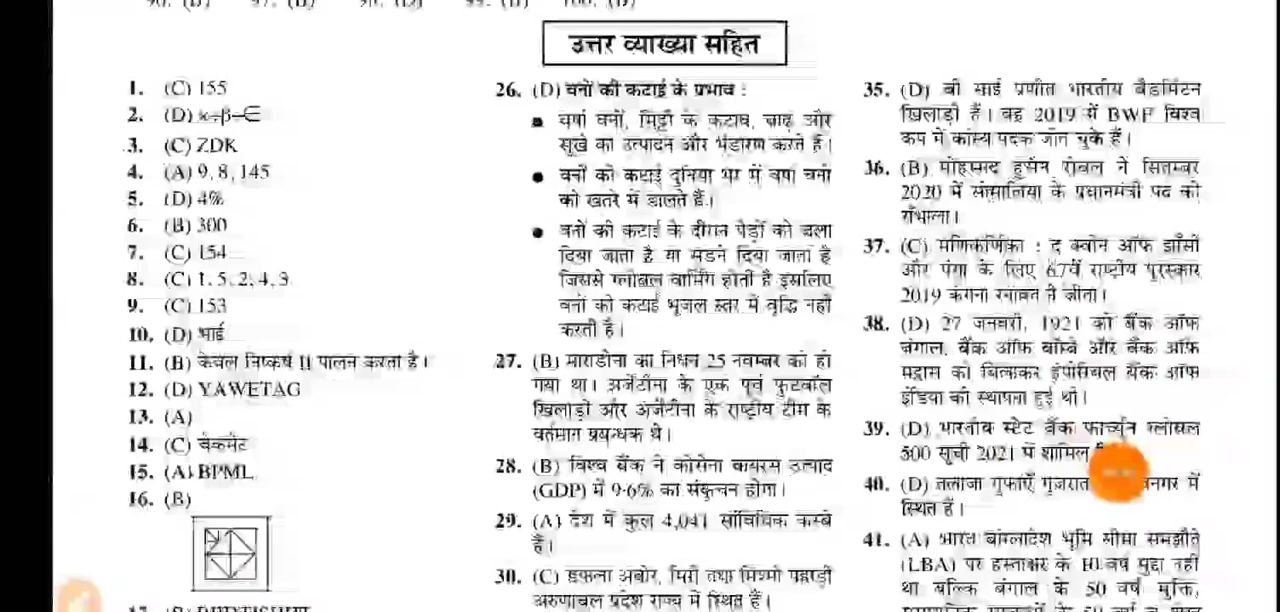 उत्तर व्याख्या सहित
1. (C) 155
2. (D)
3. (C) ZDK
4. (A) 9, 8, 145
5. (D) 4%
6. (B) 300
7. (C) 154
8. (C) 1, 5, 2, 4, 3
9. (C) 153
10. (D) भाई
11. (B) केवल निष्कर्ष II पालन करता है।
12. (D) YAWETAG
13. (A)
14. (C) चेकमेट
15. (A) BPML
16. (B)
26. (D) वनों की कटाई के प्रभाव :
वर्षा वनों, मिट्टी के कटाव, बाढ़ और
सूखे का उत्पादन और भंडारण करते हैं।
वनों की कटाई दुनिया भर में वर्षा वनों
को खतरे में डालते हैं।
वनों की कटाई के दौरान पेड़ों को जला
दिया जाता है या सड़ने दिया जाता है
जिससे ग्लोबल वार्मिंग होती है इसलिए
वनों की कटाई भूजल स्तर में वृद्धि नहीं
करती है।
27. (B) माराडोना का निधन 25 नवम्बर को हो
गया था। अर्जेंटीना के एक पूर्व फुटबॉल
खिलाड़ी और अर्जेंटीना के राष्ट्रीय टीम के
वर्तमान प्रबन्धक थे।
28. (B) विश्व बैंक ने कोरोना वायरस उत्पाद
(GDP) में 9·6% का संकुचन होगा।
29. (A) देश में कुल 4,041 सांविधिक कस्बे
हैं।
30. (C) डफला अबोर, मिरी तथा मिश्मी पहाड़ी
अरुणाचल प्रदेश राज्य में स्थित हैं।
35. (D) बी साई प्रणीत भारतीय बैडमिंटन
खिलाड़ी हैं। वह 2019 में BWF विश्व
कप में कांस्य पदक जीत चुके हैं।
36. (B) मोहम्मद हुसैन रोबल ने सितम्बर
2020 में सोमालिया के प्रधानमंत्री पद को
सँभाला।
37. (C) मणिकर्णिका : द क्वीन ऑफ झाँसी
और पंगा के लिए 67वें राष्ट्रीय पुरस्कार
2019 कंगना रनावत ने जीता।
38. (D) 27 जनवरी, 1921 को बैंक ऑफ
बंगाल, बैंक ऑफ बॉम्बे और बैंक ऑफ
मद्रास को मिलाकर इंपीरियल बैंक ऑफ
इंडिया की स्थापना हुई थी।
39. (D) भारतीय स्टेट बैंक फार्च्यून ग्लोबल
500 सूची 2021 में शामिल
40. (D) तलाजा गुफाएँ गुजरात में
स्थित हैं।
41. (A) भारत बांग्लादेश भूमि सीमा समझौते
(LBA) पर हस्ताक्षर के 10 वर्ष मुद्दा नहीं
था बल्कि बंगाल के 50 वर्ष मुक्ति,